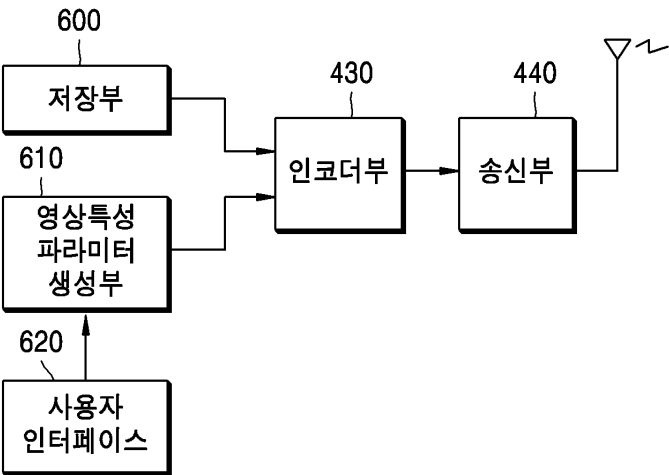 600
저장부
430
인코더부
440
송신부
610
영상특성
파라미터
생성부
620
사용자
인터페이스